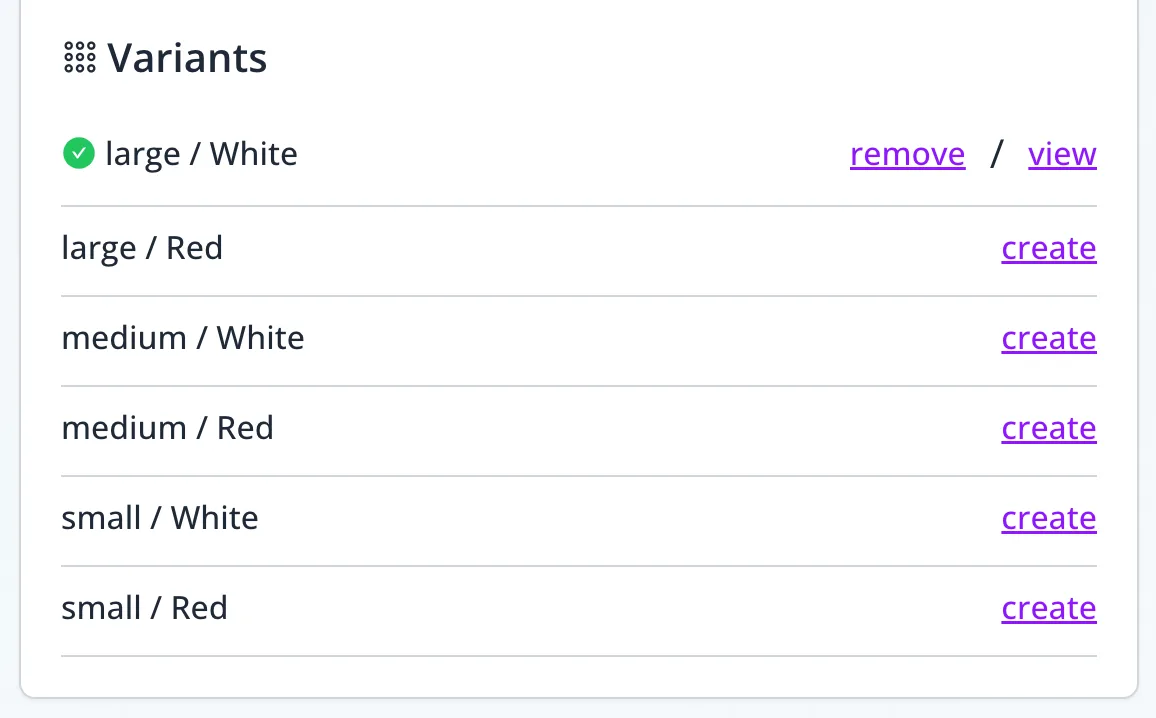 Variants
large / White remove / view
large / Red create
medium / White create
medium / Red create
small / White create
small / Red create